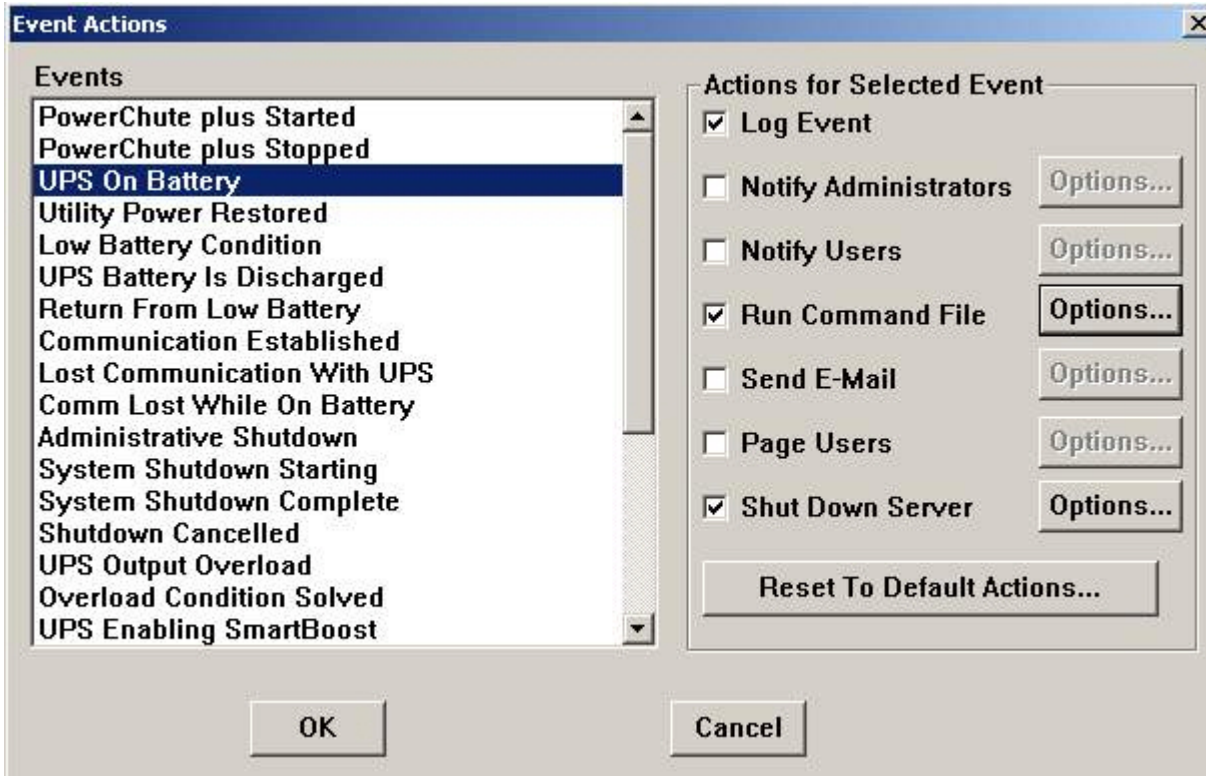 Event Actions
Events
PowerChute plus Started
PowerChute plus Stopped
UPS On Battery
Utility Power Restored
Low Battery Condition
UPS Battery Is Discharged
Return From Low Battery
Communication Established
Lost Communication With UPS
Comm Lost While On Battery
Administrative Shutdown
System Shutdown Starting
System Shutdown Complete
Shutdown Cancelled
UPS Output Overload
Overload Condition Solved
UPS Enabling SmartBoost
Actions for Selected Event
Log Event
Notify Administrators Options...
Notify Users Options...
Run Command File Options...
Send E-Mail Options...
Page Users Options...
Shut Down Server Options...
Reset To Default Actions...
OK Cancel